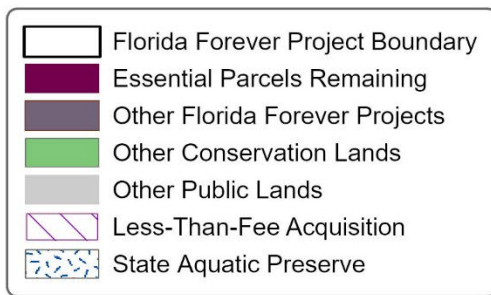 Florida Forever Project Boundary
Essential Parcels Remaining
Other Florida Forever Projects
Other Conservation Lands
Other Public Lands
Less-Than-Fee Acquisition
State Aquatic Preserve